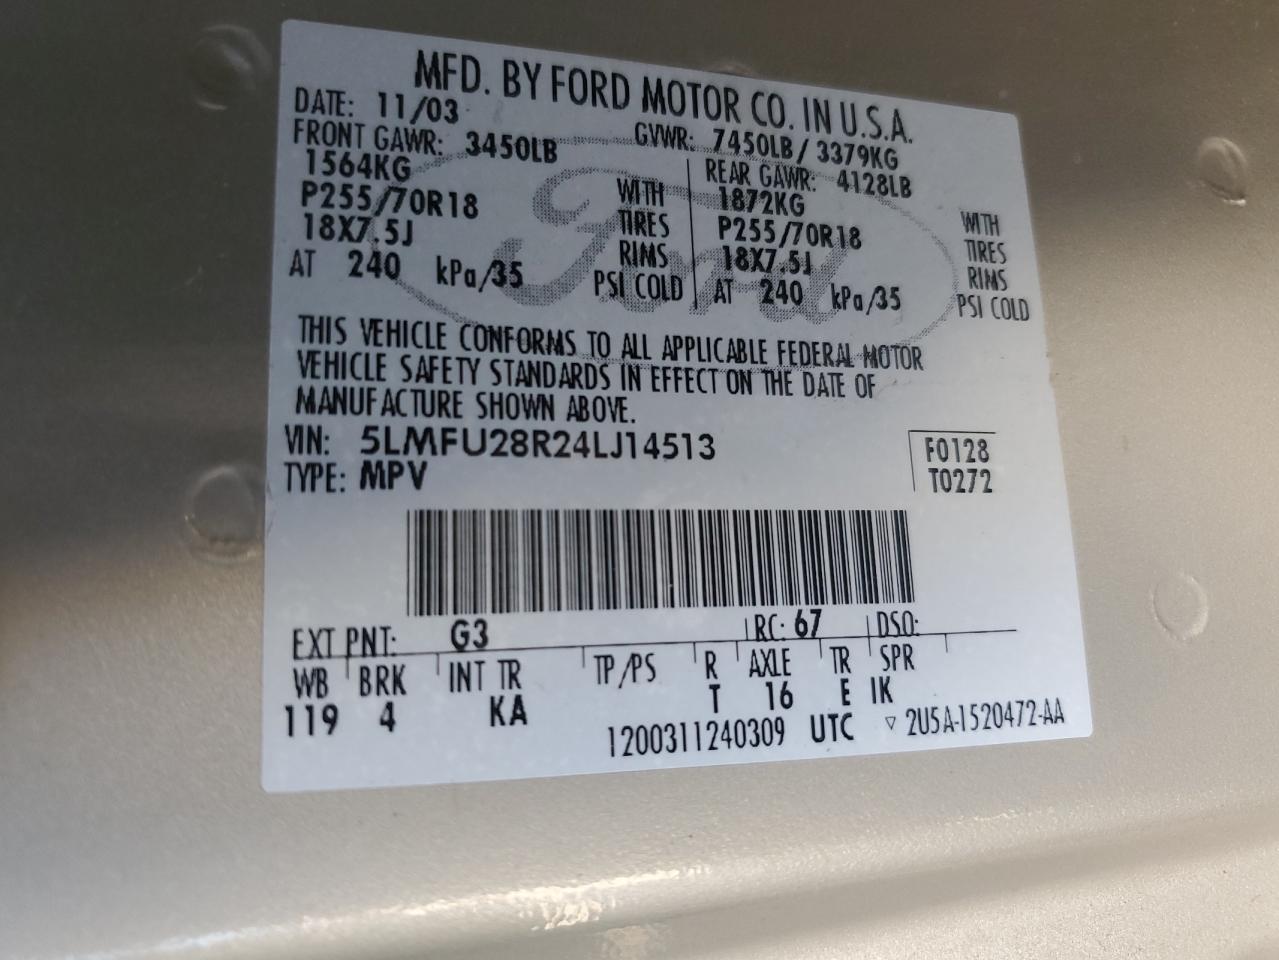 MFD. BY FORD MOTOR CO. IN U.S.A.
DATE: 11/03 GVWR: 7450LB/ 3379KG
FRONT GAWR: 3450LB REAR GAWR: 4128LB
1564KG WITH 1872KG WITH
P255/70R18 TIRES P255/70R18 TIRES
18X7.5J RIMS 18X7.5J RIMS
AT 240 kPa/35 PSI COLD AT 240 kPa/35 PSI COLD
Ford
THIS VEHICLE CONFORMS TO ALL APPLICABLE FEDERAL MOTOR
VEHICLE SAFETY STANDARDS IN EFFECT ON THE DATE OF
MANUFACTURE SHOWN ABOVE.
VIN: 5LMFU28R24LJ14513 F0128
TYPE: MPV T0272
EXT PNT: G3 RC: 67 DSO:
WB BRK INT TR TP/PS R AXLE TR SPR
119 4 KA T 16 E IK
1200311240309 UTC ▽ 2U5A-1520472-AA